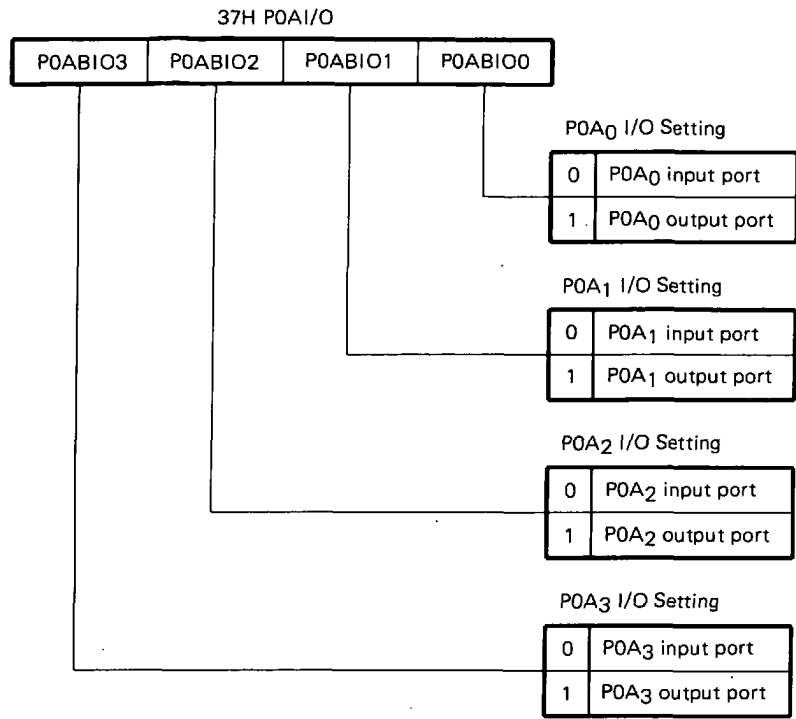 37H P0AI/O
P0ABIO3 P0ABIO2 P0ABIO1 P0ABIO0
P0A0 I/O Setting
0 P0A0 input port
1 P0A0 output port
P0A1 I/O Setting
0 P0A1 input port
1 P0A1 output port
P0A2 I/O Setting
0 P0A2 input port
1 P0A2 output port
P0A3 I/O Setting
0 P0A3 input port
1 P0A3 output port